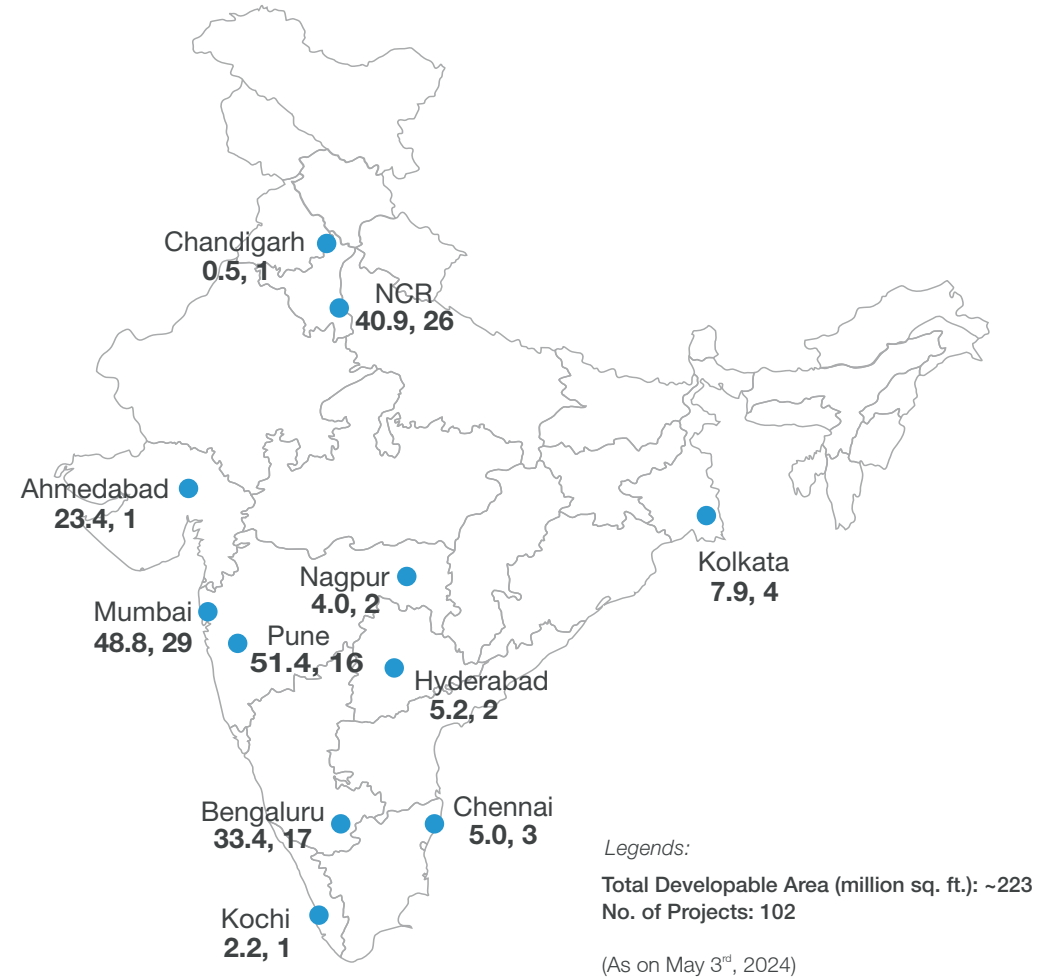 Chandigarh
0.5, 1
NCR
40.9, 26
Ahmedabad
23.4, 1
Nagpur
4.0, 2
Kolkata
7.9, 4
Mumbai
48.8, 29
Pune
51.4, 16
Hyderabad
5.2, 2
Bengaluru
33.4, 17
Chennai
5.0, 3
Kochi
2.2, 1
Legends:
Total Developable Area (million sq. ft.): ~223
No. of Projects: 102
(As on May 3rd, 2024)